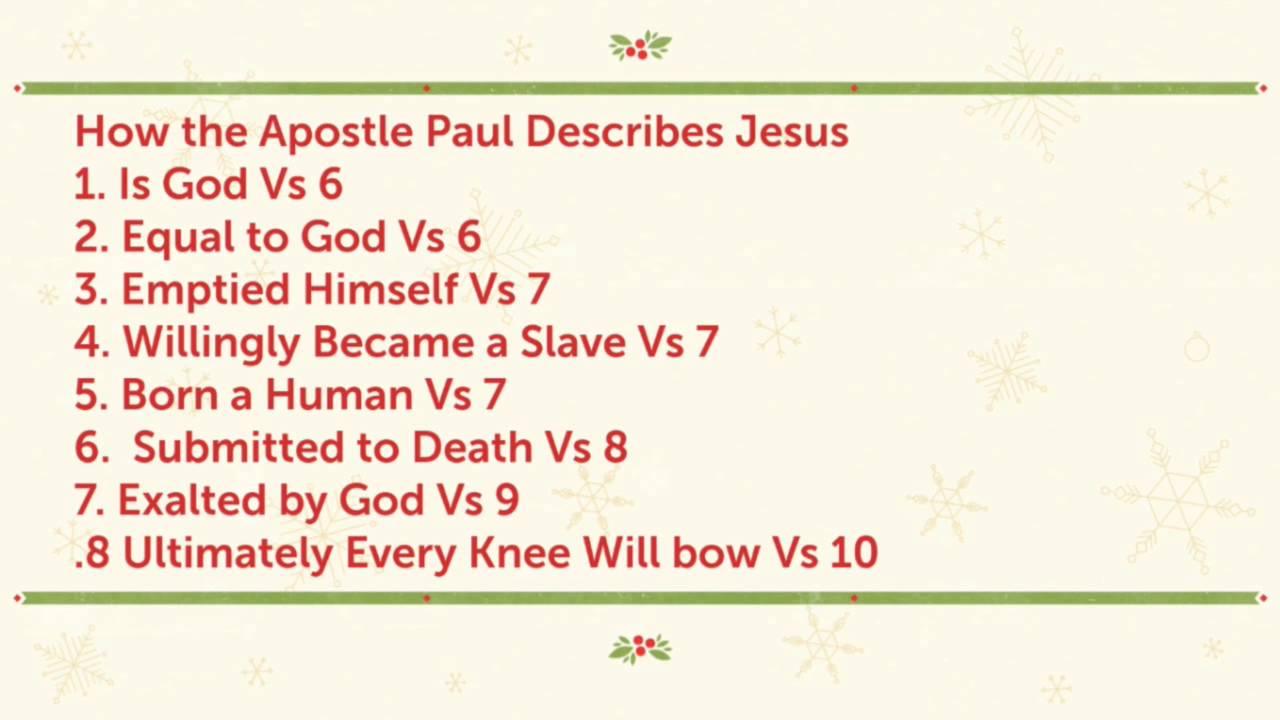 How the Apostle Paul Describes Jesus
1. Is God Vs 6
2. Equal to God Vs 6
3. Emptied Himself Vs 7
4. Willingly Became a Slave Vs 7
5. Born a Human Vs 7
6.  Submitted to Death Vs 8
7. Exalted by God Vs 9
.8 Ultimately Every Knee Will bow Vs 10